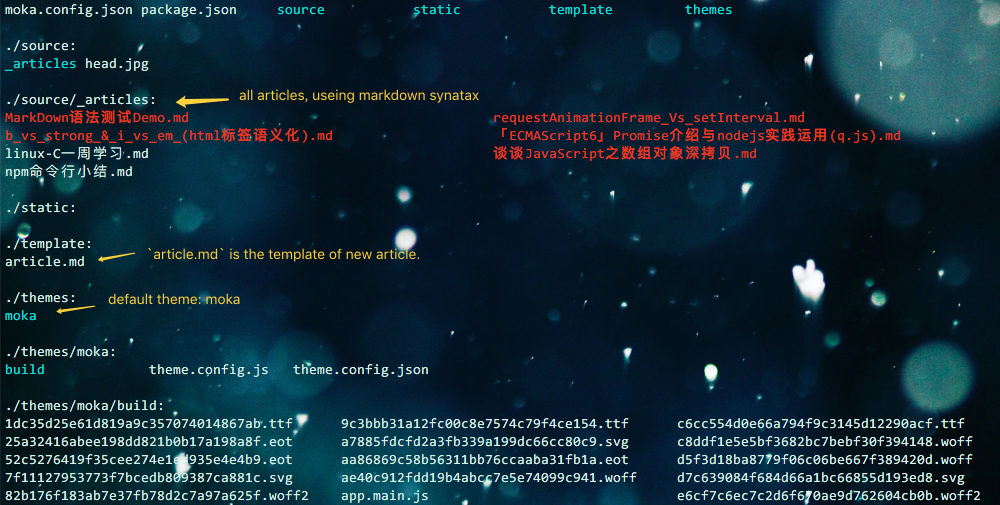 moka.config.json package.json source static template themes
./source:
_articles head.jpg
./source/_articles:
all articles, useing markdown synatax
MarkDown语法测试Demo.md requestAnimationFrame_Vs_setInterval.md
b_vs_strong_&_i_vs_em_(html标签语义化).md 「ECMAScript6」Promise介绍与nodejs实践运用(q.js).md
linux-C一周学习.md 谈谈JavaScript之数组对象深拷贝.md
npm命令行小结.md
./static:
./template:
article.md
`article.md` is the template of new article.
./themes:
default theme: moka
moka
./themes/moka:
build theme.config.js theme.config.json
./themes/moka/build:
1dc35d25e61d819a9c357074014867ab.ttf 9c3bbb31a12fc00c8e7574c79f4ce154.ttf c6cc554d0e66a794f9c3145d12290acf.ttf
25a32416abee198dd821b0b17a198a8f.eot a7885fdcfd2a3fb339a199dc66cc80c9.svg c8ddf1e5e5bf3682bc7bebf30f394148.woff
52c5276419f35cee274e1ed935e4e4b9.eot aa86869c58b56311bb76ccaaba31fb1a.eot d5f3d18ba8779f06c06be667f389420d.woff
7f11127953773f7bcedb809387ca881c.svg ae40c912fdd19b4abcc7e5e74099c941.woff d7c639084f684d66a1bc66855d193ed8.svg
82b176f183ab7e37fb78d2c7a97a625f.woff2 app.main.js e6cf7c6ec7c2d6f670ae9d762604cb0b.woff2